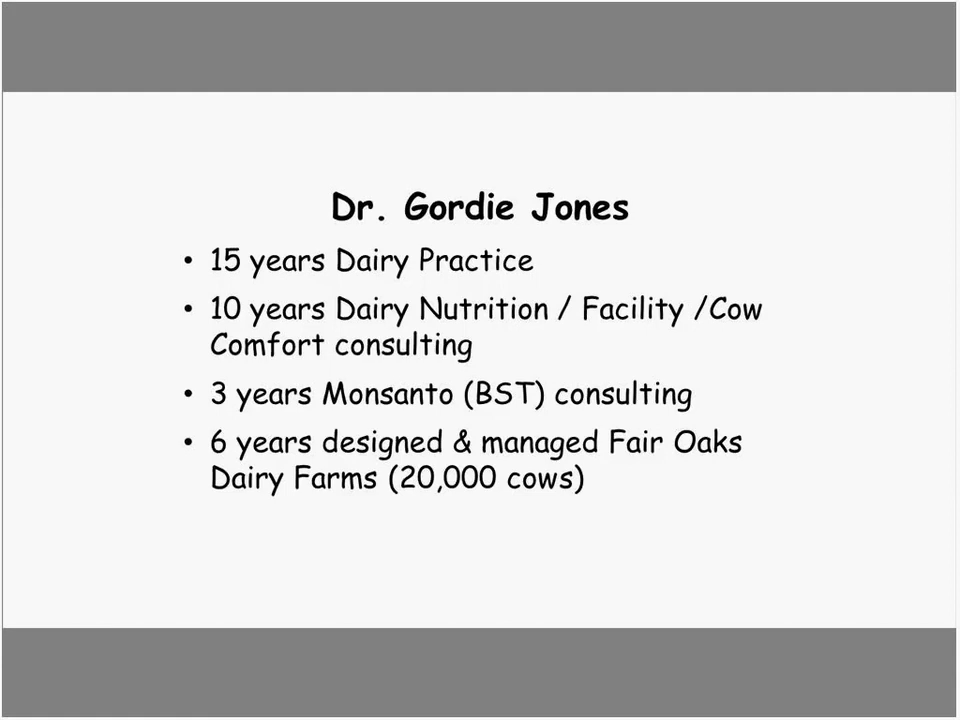 Dr. Gordie Jones
• 15 years Dairy Practice
• 10 years Dairy Nutrition / Facility /Cow
Comfort consulting
• 3 years Monsanto (BST) consulting
• 6 years designed & managed Fair Oaks
Dairy Farms (20,000 cows)